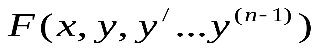 F(x, y, y′...y⁽ⁿ⁻¹⁾)